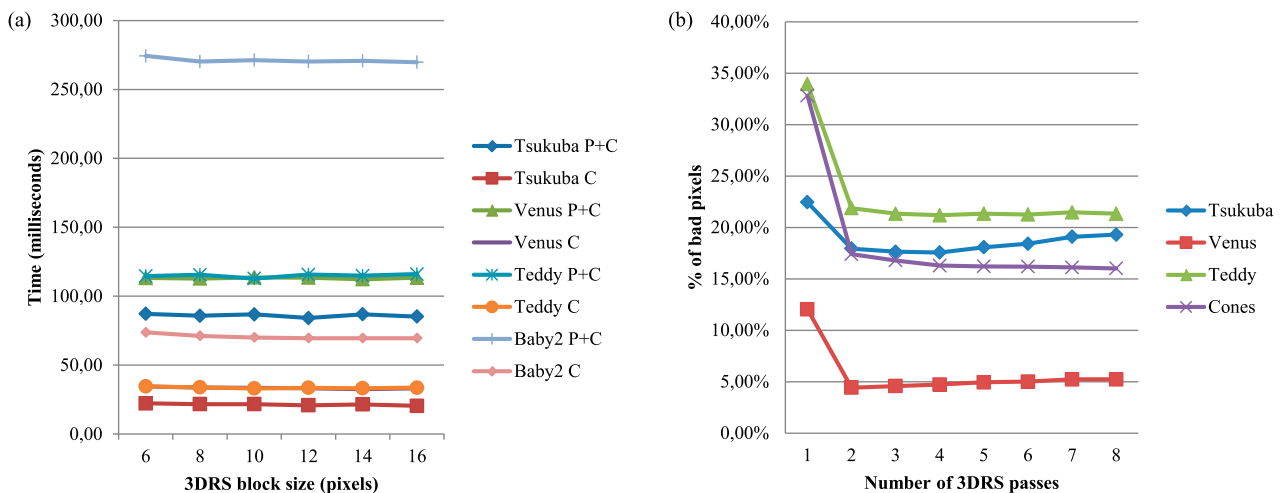 (a)
300,00
250,00
200,00
150,00
100,00
50,00
0,00
Time (milliseconds)
6 8 10 12 14 16
3DRS block size (pixels)
Tsukuba P+C
Tsukuba C
Venus P+C
Venus C
Teddy P+C
Teddy C
Baby2 P+C
Baby2 C
(b)
40,00%
35,00%
30,00%
25,00%
20,00%
15,00%
10,00%
5,00%
0,00%
% of bad pixels
1 2 3 4 5 6 7 8
Number of 3DRS passes
Tsukuba
Venus
Teddy
Cones